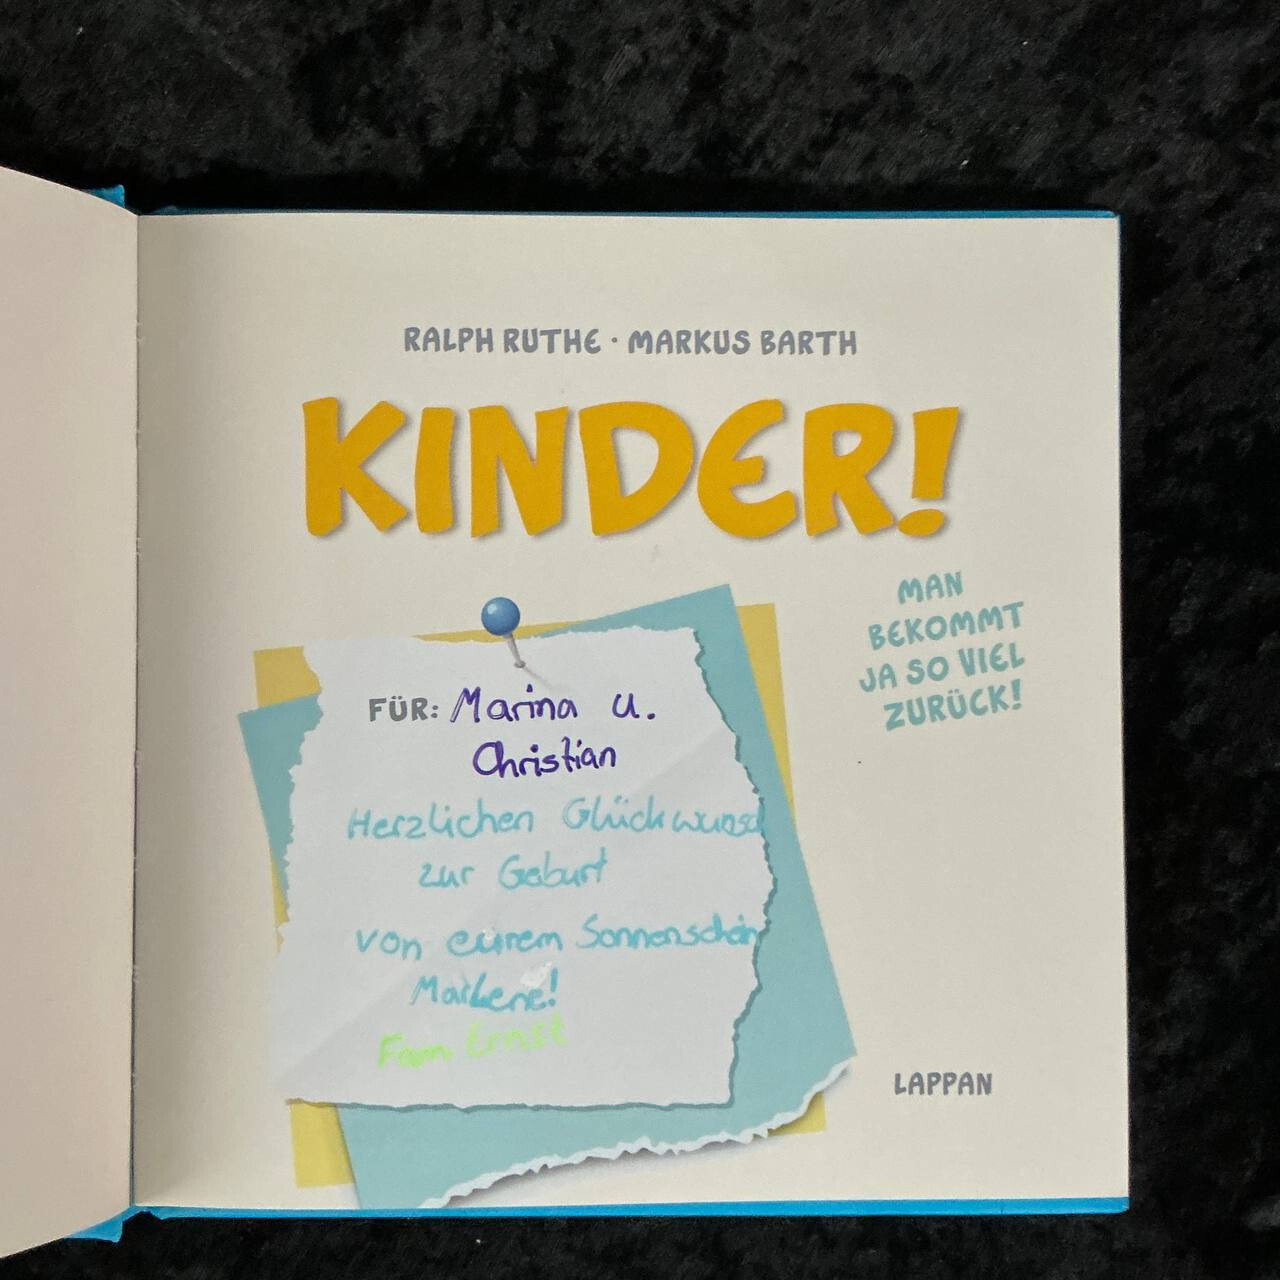 RALPH RUTHE · MARKUS BARTH
KINDER!
MAN
BEKOMMT
JA SO VIEL
ZURÜCK!
FÜR: Marina u.
Christian
Herzlichen Glückwunsch
zur Geburt
von eurem Sonnenschein
Marlene!
Fam. Ernst
LAPPAN